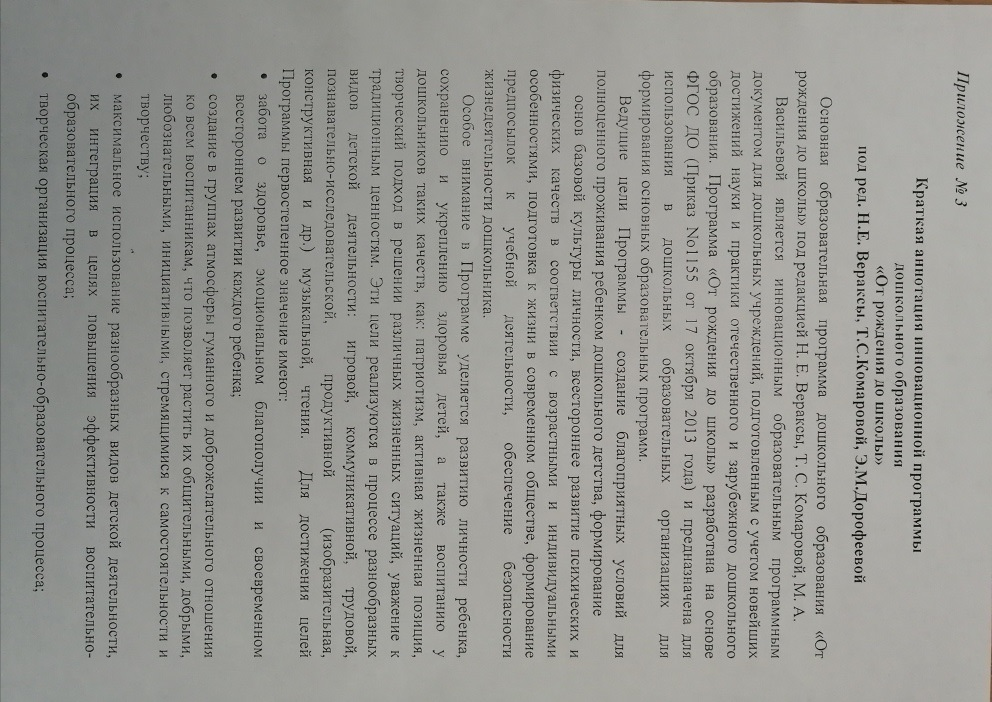 Приложение № 3
Краткая аннотация инновационной программы
дошкольного образования
«От рождения до школы»
под ред. Н.Е. Вераксы, Т.С.Комаровой, Э.М.Дорофеевой
Основная образовательная программа дошкольного образования «От
рождения до школы» под редакцией Н. Е. Вераксы, Т. С. Комаровой, М. А.
Васильевой является инновационным образовательным программным
документом для дошкольных учреждений, подготовленным с учетом новейших
достижений науки и практики отечественного и зарубежного дошкольного
образования. Программа «От рождения до школы» разработана на основе
ФГОС ДО (Приказ No1155 от 17 октября 2013 года) и предназначена для
использования в дошкольных образовательных организациях для
формирования основных образовательных программ.
Ведущие цели Программы - создание благоприятных условий для
полноценного проживания ребенком дошкольного детства, формирование
основ базовой культуры личности, всестороннее развитие психических и
физических качеств в соответствии с возрастными и индивидуальными
особенностями, подготовка к жизни в современном обществе, формирование
предпосылок к учебной деятельности, обеспечение безопасности
жизнедеятельности дошкольника.
Особое внимание в Программе уделяется развитию личности ребенка,
сохранению и укреплению здоровья детей, а также воспитанию у
дошкольников таких качеств, как: патриотизм, активная жизненная позиция,
творческий подход в решении различных жизненных ситуаций, уважение к
традиционным ценностям. Эти цели реализуются в процессе разнообразных
видов детской деятельности: игровой, коммуникативной, трудовой,
познавательно-исследовательской, продуктивной (изобразительная,
конструктивная и др.) музыкальной, чтения. Для достижения целей
Программы первостепенное значение имеют:
• забота о здоровье, эмоциональном благополучии и своевременном
всестороннем развитии каждого ребенка;
• создание в группах атмосферы гуманного и доброжелательного отношения
ко всем воспитанникам, что позволяет растить их общительными, добрыми,
любознательными, инициативными, стремящимися к самостоятельности и
творчеству;
• максимальное использование разнообразных видов детской деятельности,
их интеграция в целях повышения эффективности воспитательно-
образовательного процесса;
• творческая организация воспитательно-образовательного процесса;